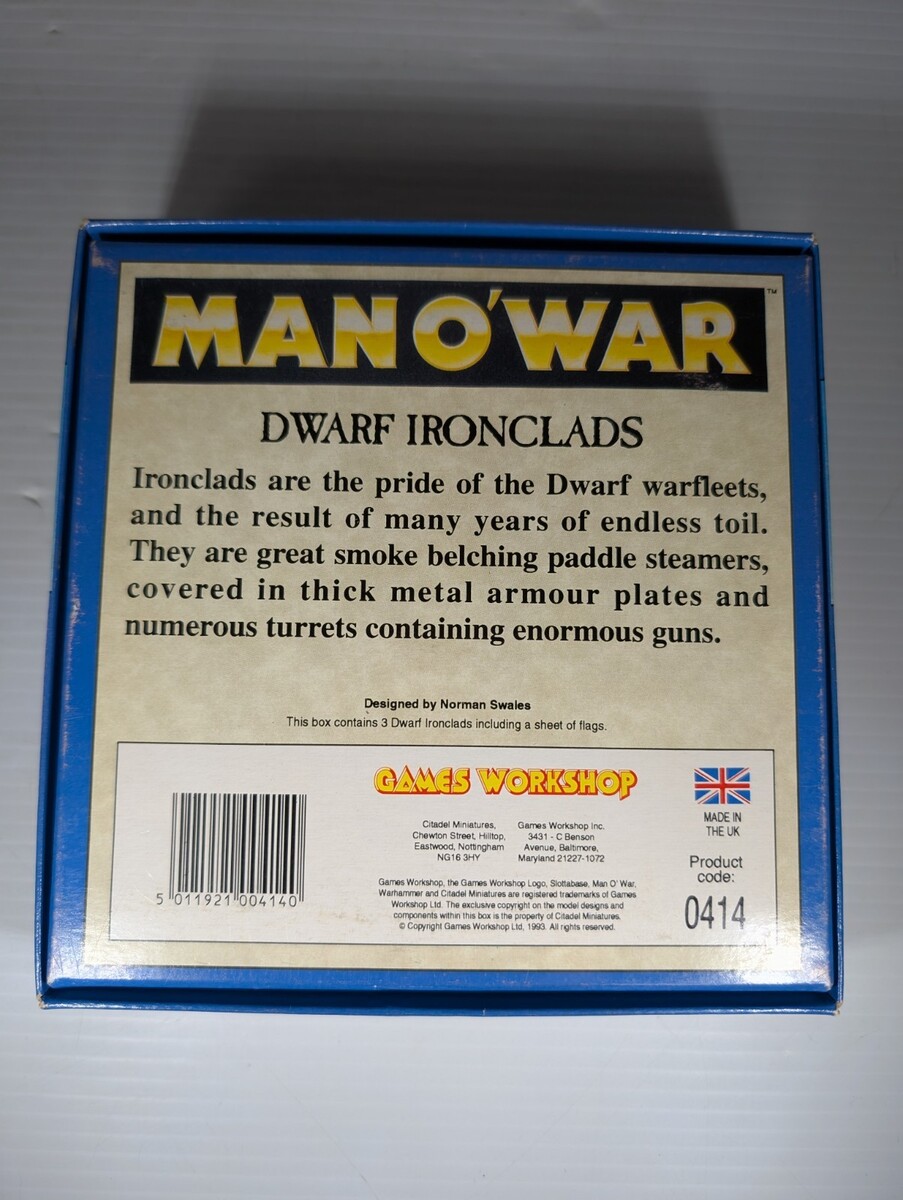 MAN O'WAR™
DWARF IRONCLADS
Ironclads are the pride of the Dwarf warfleets,
and the result of many years of endless toil.
They are great smoke belching paddle steamers,
covered in thick metal armour plates and
numerous turrets containing enormous guns.
Designed by Norman Swales
This box contains 3 Dwarf Ironclads including a sheet of flags.
GAMES WORKSHOP
Citadel Miniatures,
Chewton Street, Hilltop,
Eastwood, Nottingham
NG16 3HY
Games Workshop Inc.
3431 - C Benson
Avenue, Baltimore,
Maryland 21227-1072
MADE IN
THE UK
Product
code:
0414
Games Workshop, the Games Workshop Logo, Slottabase, Man O' War,
Warhammer and Citadel Miniatures are registered trademarks of Games
Workshop Ltd. The exclusive copyright on the model designs and
components within this box is the property of Citadel Miniatures.
© Copyright Games Workshop Ltd, 1993. All rights reserved.
5 011921 004140